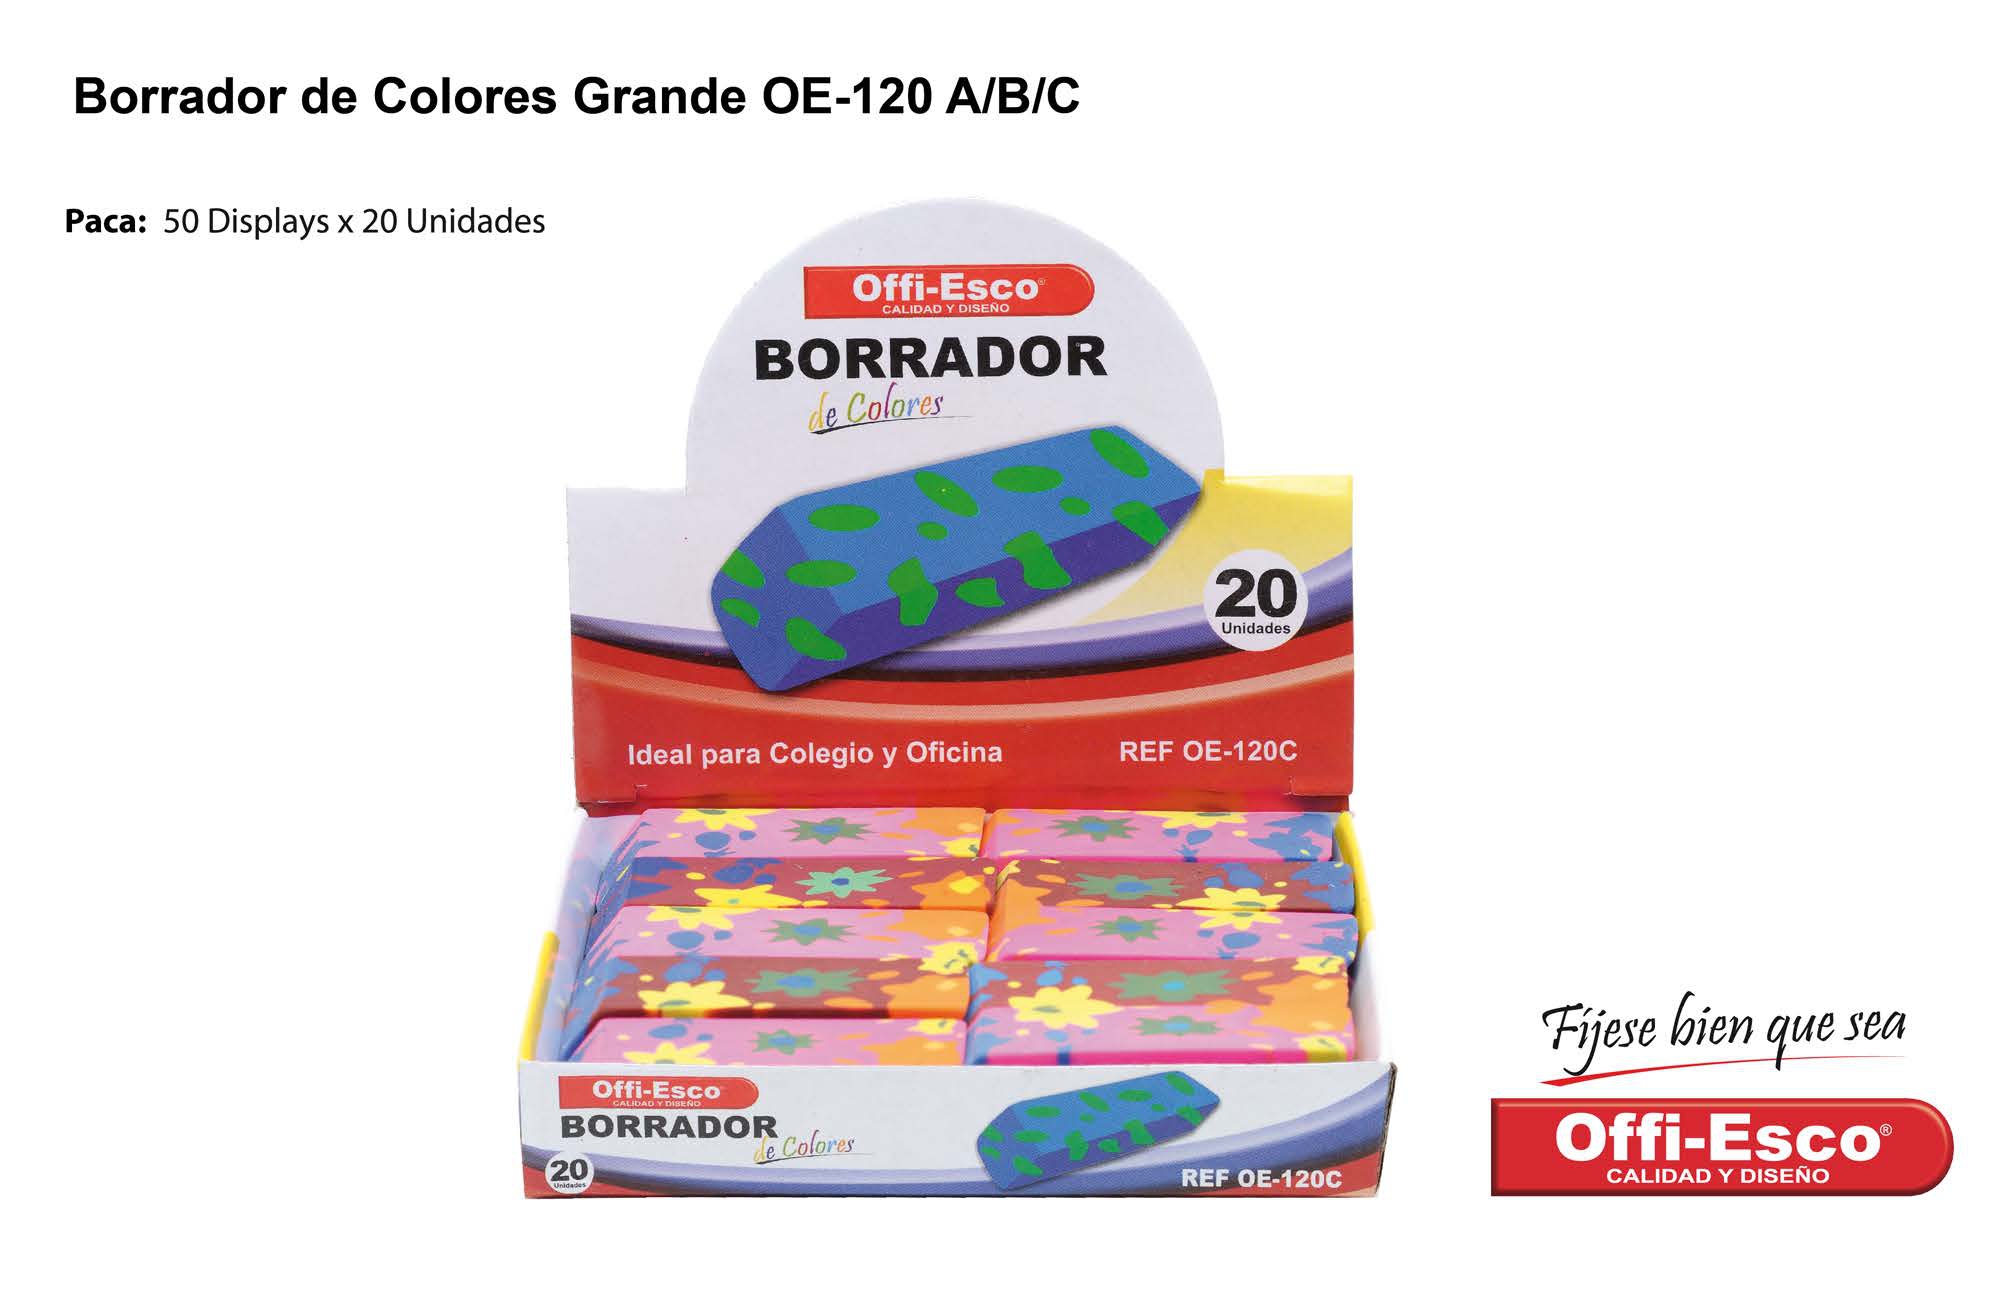 Borrador de Colores Grande OE-120 A/B/C
Paca: 50 Displays x 20 Unidades
Offi-Esco®
CALIDAD Y DISEÑO
BORRADOR
de Colores
20
Unidades
Ideal para Colegio y Oficina
REF OE-120C
Offi-Esco
CALIDAD Y DISEÑO
BORRADOR
de Colores
20
Unidades
REF OE-120C
Fíjese bien que sea
Offi-Esco®
CALIDAD Y DISEÑO